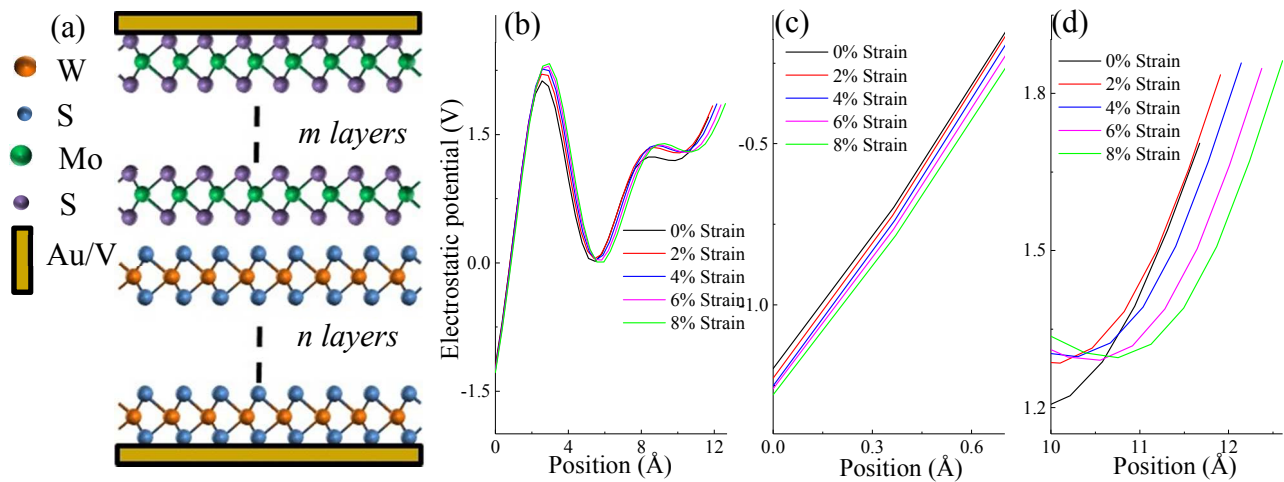 (a)
W
S
Mo
S
Au/V
m layers
n layers
(b)
Electrostatic potential (V)
1.5
0.0
-1.5
0% Strain
2% Strain
4% Strain
6% Strain
8% Strain
0 4 8 12
Position (Å)
(c)
0% Strain
2% Strain
4% Strain
6% Strain
8% Strain
-0.5
-1.0
0.0 0.3 0.6
Position (Å)
(d)
0% Strain
2% Strain
4% Strain
6% Strain
8% Strain
1.8
1.5
1.2
10 11 12
Position (Å)